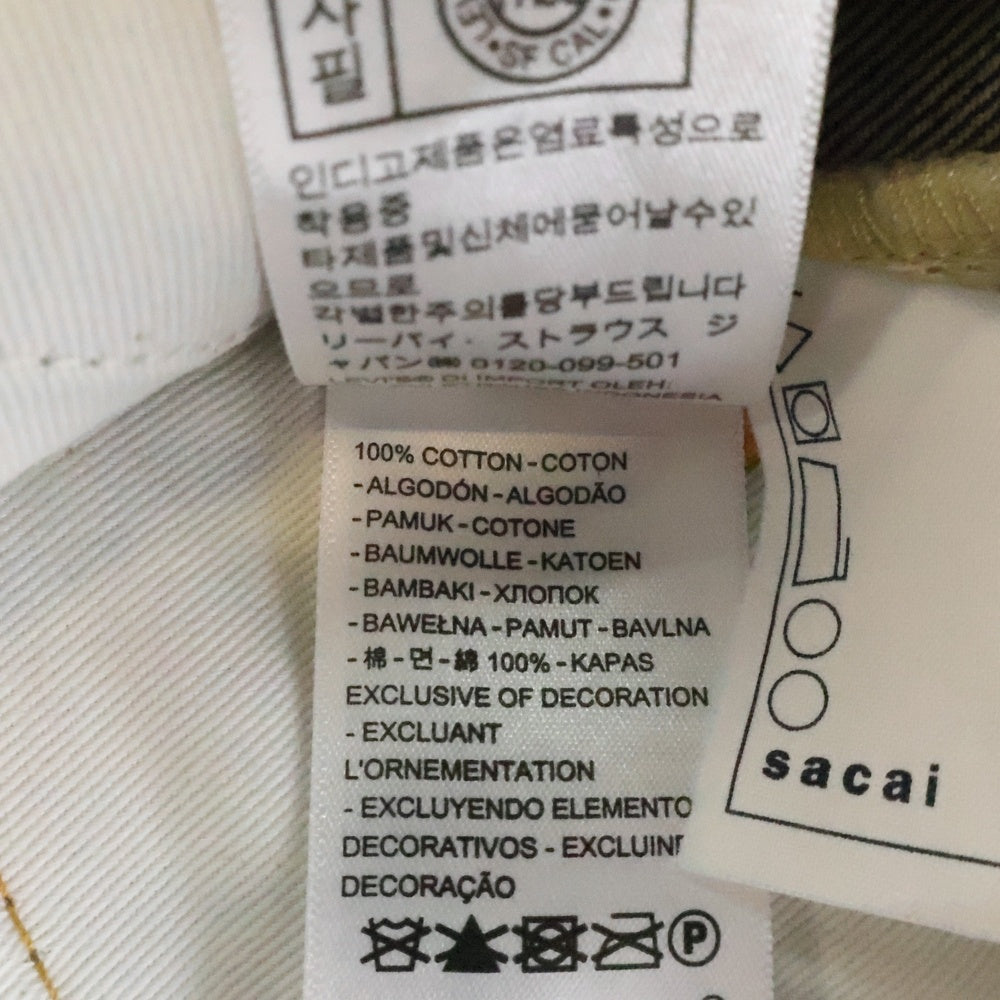 사
필
SF CAL
인디고제품은염료특성으로
착용중
타제품및신체에묻어날수있
으므로
각별한주의를당부드립니다
リーバイ・ストラウス ジ
ャパン㈱ 0120-099-501
100% COTTON - COTON
- ALGODÓN - ALGODÃO
- PAMUK - COTONE
- BAUMWOLLE - KATOEN
- BAMBAKI - ХЛОПОК
- BAWEŁNA - PAMUT - BAVLNA
- 棉 - 면 - 綿 100% - KAPAS
EXCLUSIVE OF DECORATION
- EXCLUANT
L'ORNEMENTATION
- EXCLUYENDO ELEMENTO
DECORATIVOS - EXCLUIN
DECORAÇÃO
P
sacai